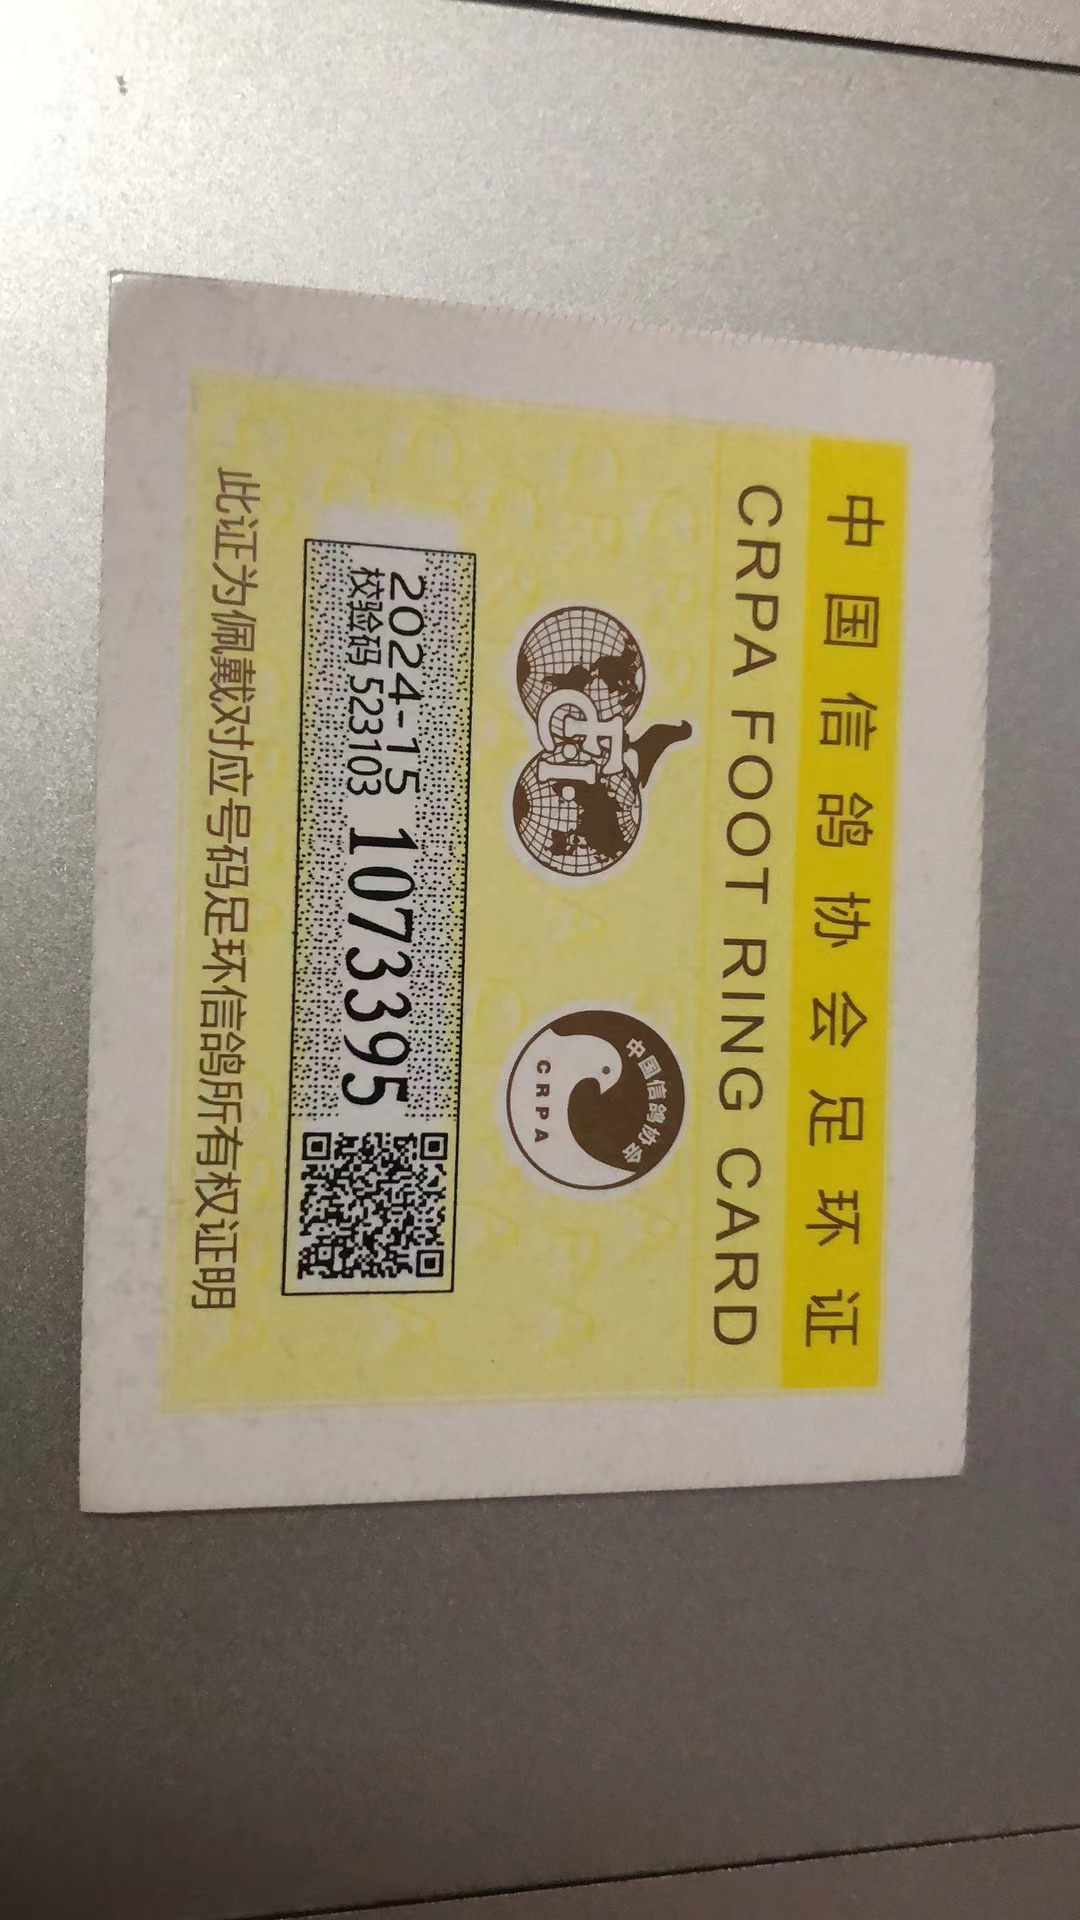 中国信鸽协会足环证
CRPA FOOT RING CARD
CFI
中国信鸽协会
CRPA
2024-15
校验码 523103
1073395
此证为佩戴对应号码足环信鸽所有权证明